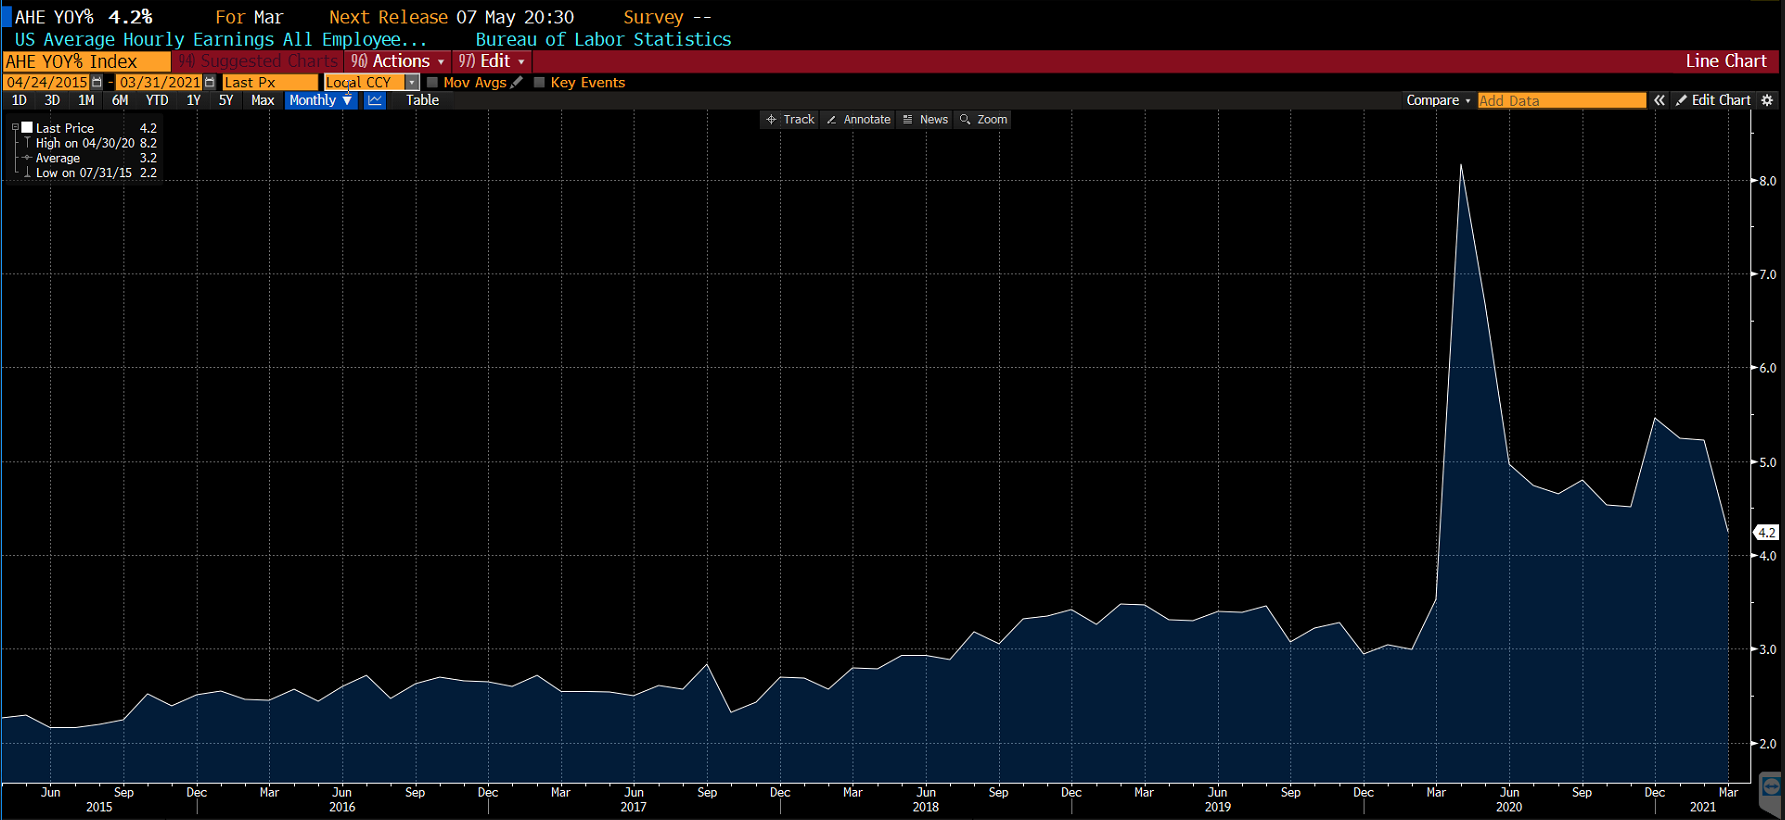 AHE YOY% 4.2% For Mar Next Release 07 May 20:30 Survey --
US Average Hourly Earnings All Employee... Bureau of Labor Statistics
AHE YOY% Index 94) Suggested Charts 96) Actions 97) Edit Line Chart
04/24/2015 - 03/31/2021 Last Px Local CCY Mov Avgs Key Events
1D 3D 1M 6M YTD 1Y 5Y Max Monthly ▼ Table Compare Add Data « Edit Chart
Track Annotate News Zoom
Last Price 4.2
High on 04/30/20 8.2
Average 3.2
Low on 07/31/15 2.2
8.0
7.0
6.0
5.0
4.2
4.0
3.0
2.0
Jun Sep Dec Mar Jun Sep Dec Mar Jun Sep Dec Mar Jun Sep Dec Mar Jun Sep Dec Mar Jun Sep Dec Mar
2015 2016 2017 2018 2019 2020 2021